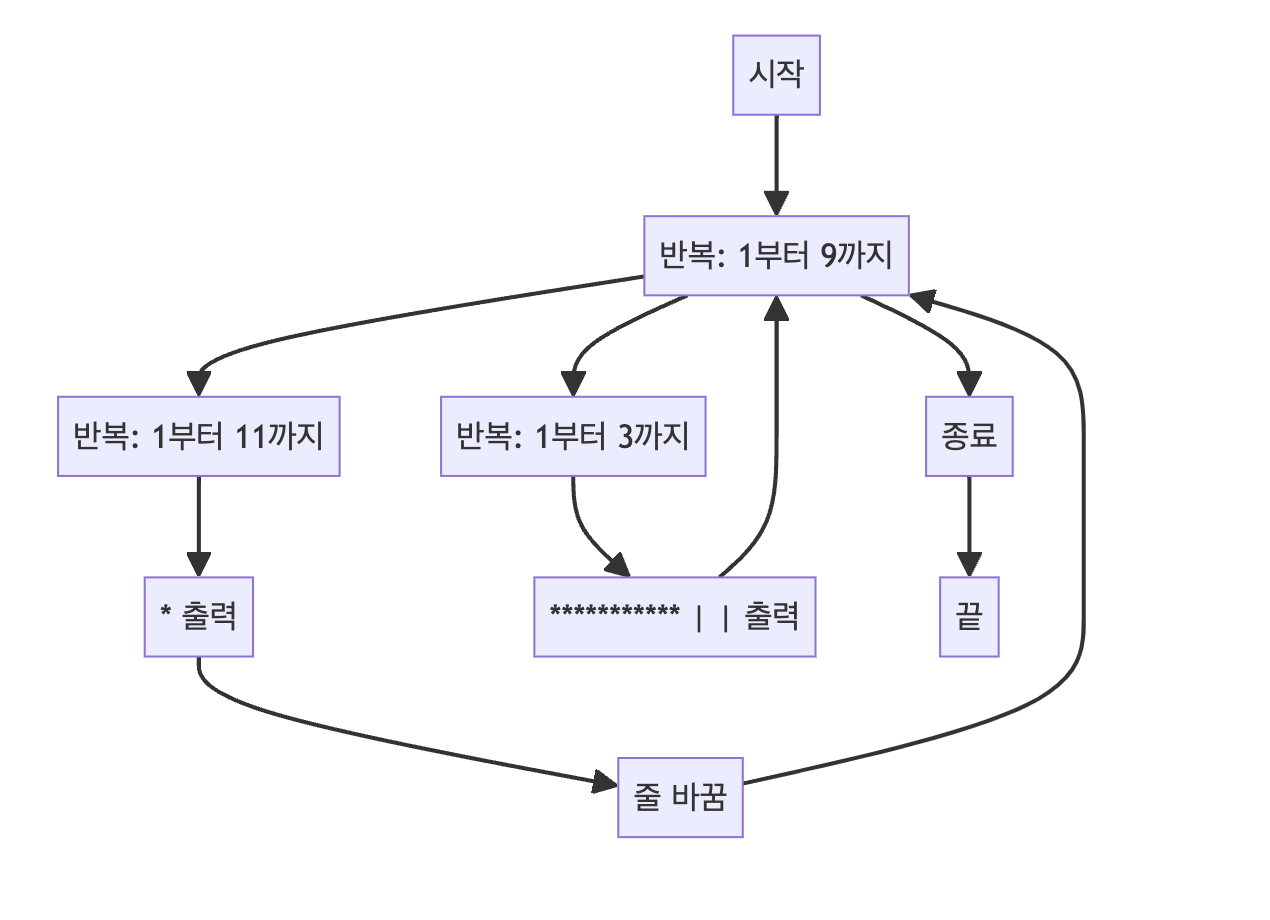 시작
반복: 1부터 9까지
반복: 1부터 11까지
반복: 1부터 3까지
종료
* 출력
*********** | | 출력
끝
줄 바꿈